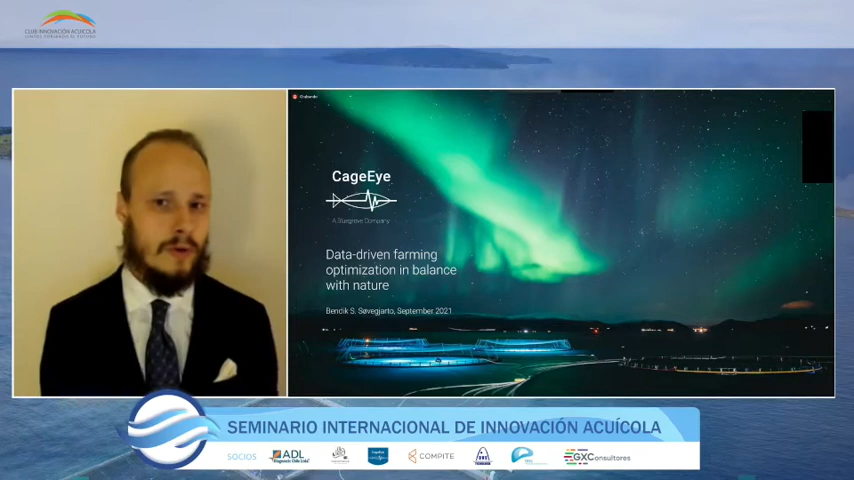 CLUB INNOVACIÓN ACUÍCOLA
CageEye
A Bluegrove Company
Data-driven farming
optimization in balance
with nature
Bendik S. Søvegjarto, September 2021
SEMINARIO INTERNACIONAL DE INNOVACIÓN ACUÍCOLA
SOCIOS
ADL
COMPITE
GXConsultores